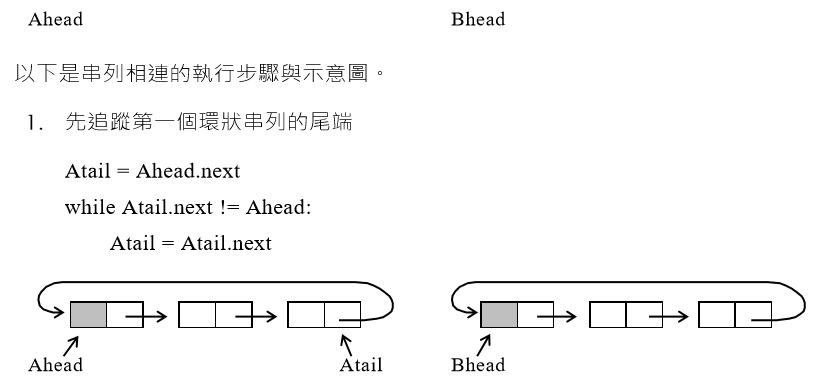 Ahead Bhead
以下是串列相連的執行步驟與示意圖。
1. 先追蹤第一個環狀串列的尾端
Atail = Ahead.next
while Atail.next != Ahead:
Atail = Atail.next
Ahead Atail Bhead